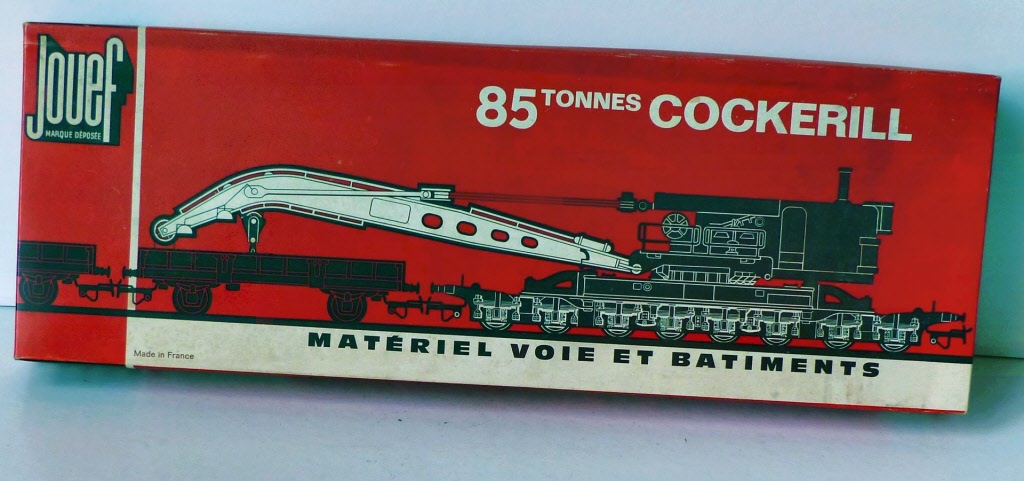 Jouef
MARQUE DÉPOSÉE
85 TONNES COCKERILL
Made in France
MATÉRIEL VOIE ET BATIMENTS